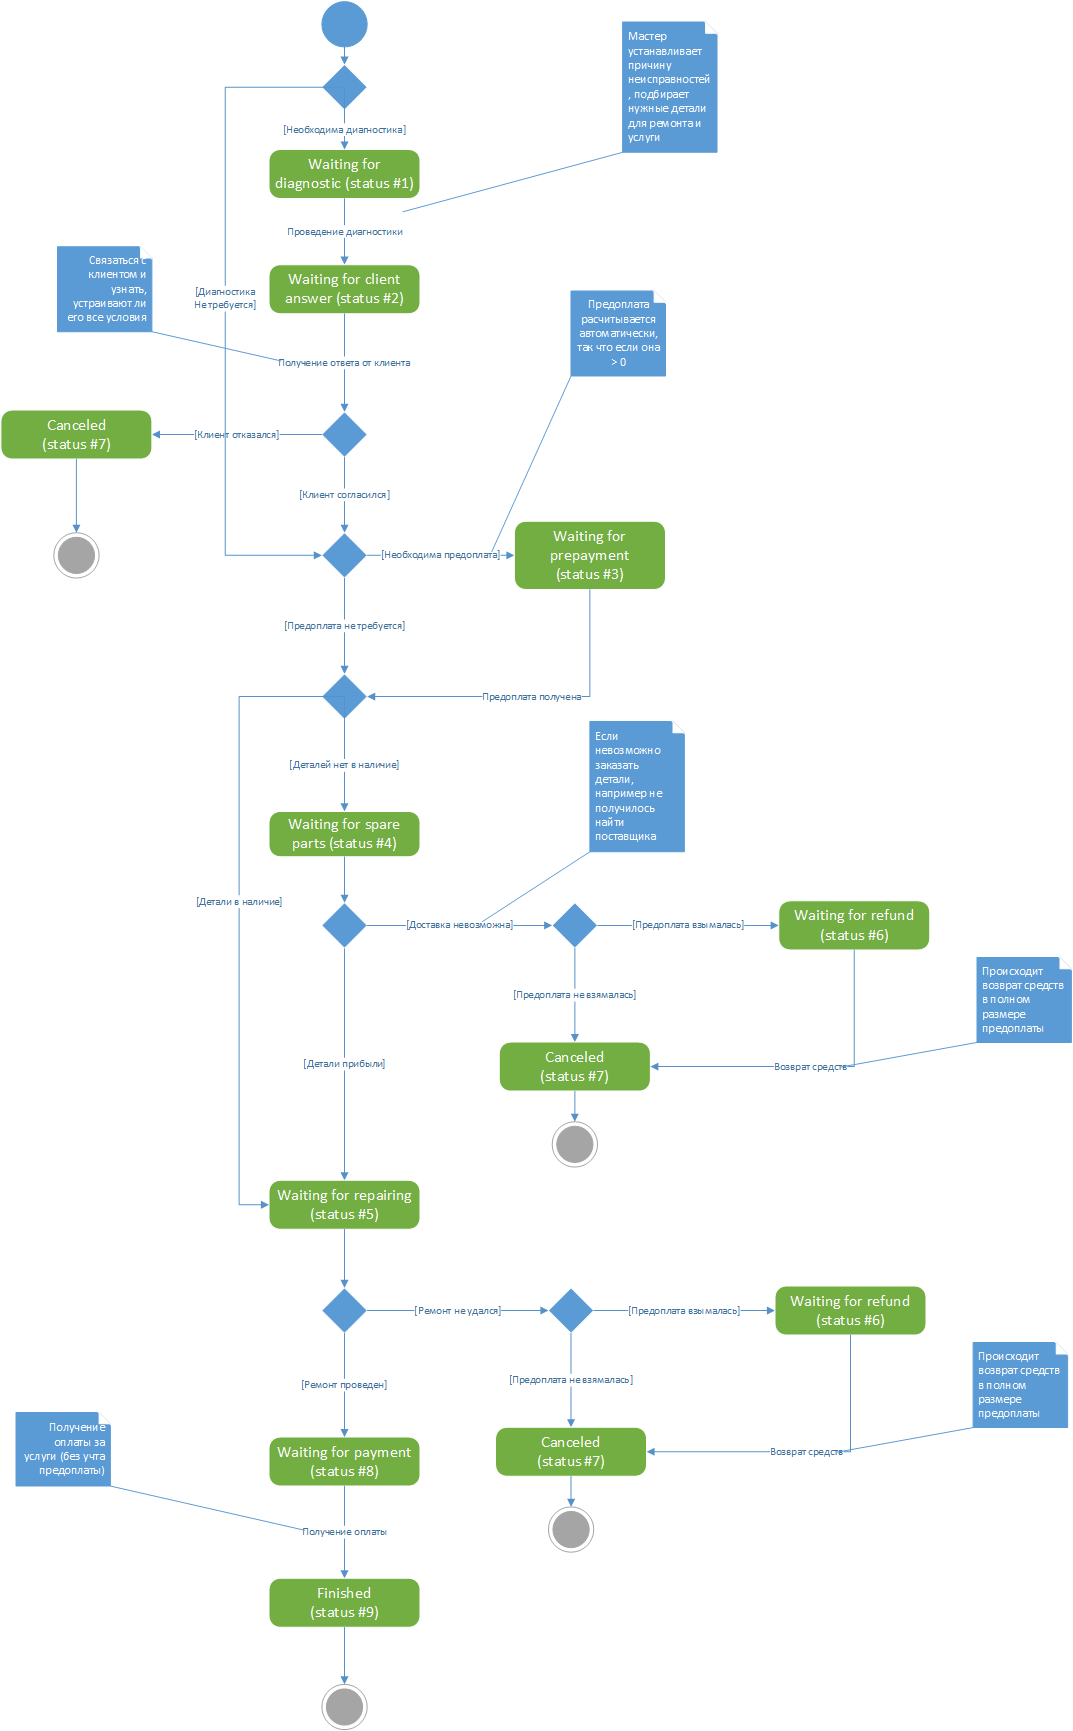 Мастер
устанавливает
причину
неисправностей
, подбирает
нужные детали
для ремонта и
услуги
[Необходима диагностика]
Waiting for
diagnostic (status #1)
Проведение диагностики
Связаться с
клиентом и
узнать,
устраивают ли
его все условия
[Диагностика
Не требуется]
Waiting for client
answer (status #2)
Предоплата
расчитывается
автоматически,
так что если она
> 0
Получение ответа от клиента
Canceled
(status #7)
[Клиент отказался]
[Клиент согласился]
[Необходима предоплата]
Waiting for
prepayment
(status #3)
[Предоплата не требуется]
Предоплата получена
Если
невозможно
заказать
детали,
например не
получилось
найти
поставщика
[Деталей нет в наличие]
Waiting for spare
parts (status #4)
[Детали в наличие]
[Доставка невозможна]
[Предоплата взымалась]
Waiting for refund
(status #6)
Происходит
возврат средств
в полном
размере
предоплаты
[Предоплата не взямалась]
Canceled
(status #7)
Возврат средств
[Детали прибыли]
Waiting for repairing
(status #5)
[Ремонт не удался]
[Предоплата взымалась]
Waiting for refund
(status #6)
Происходит
возврат средств
в полном
размере
предоплаты
[Ремонт проведен]
[Предоплата не взямалась]
Получение
оплаты за
услуги (без учта
предоплаты)
Waiting for payment
(status #8)
Canceled
(status #7)
Возврат средств
Получение оплаты
Finished
(status #9)